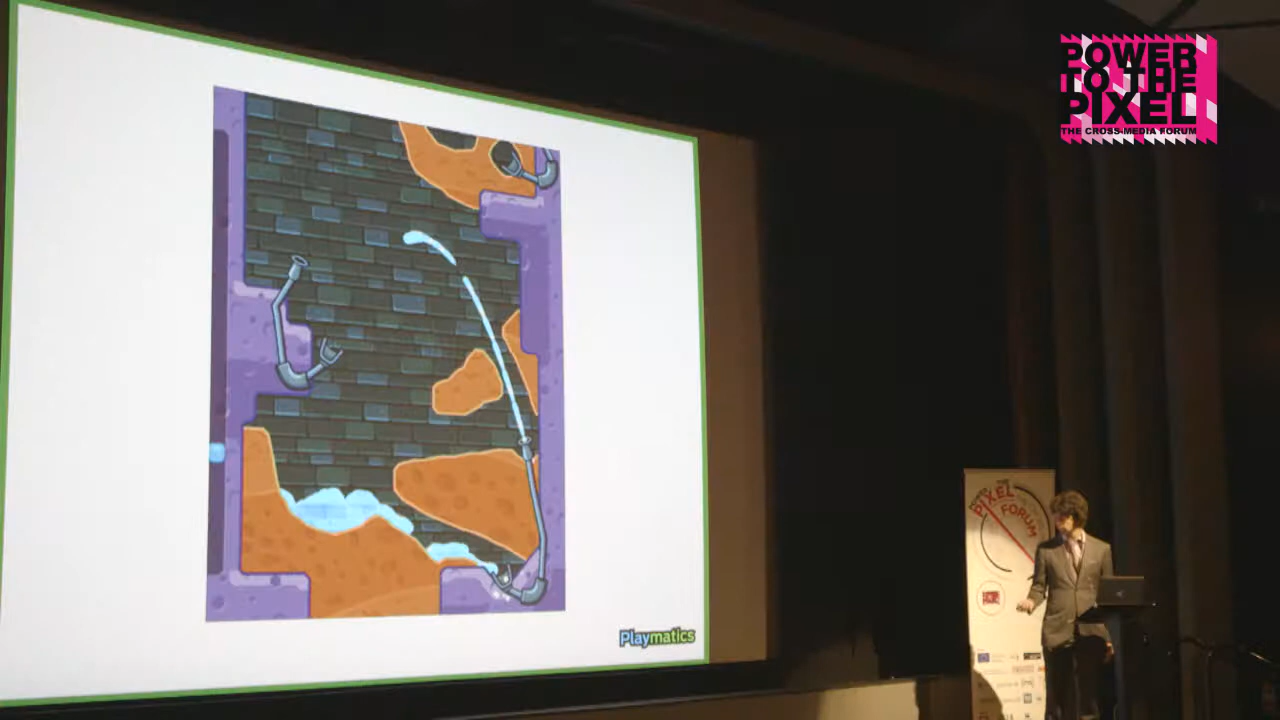 POWER
TO THE
PIXEL
THE CROSS-MEDIA FORUM
PIXEL
FORUM
Playmatics